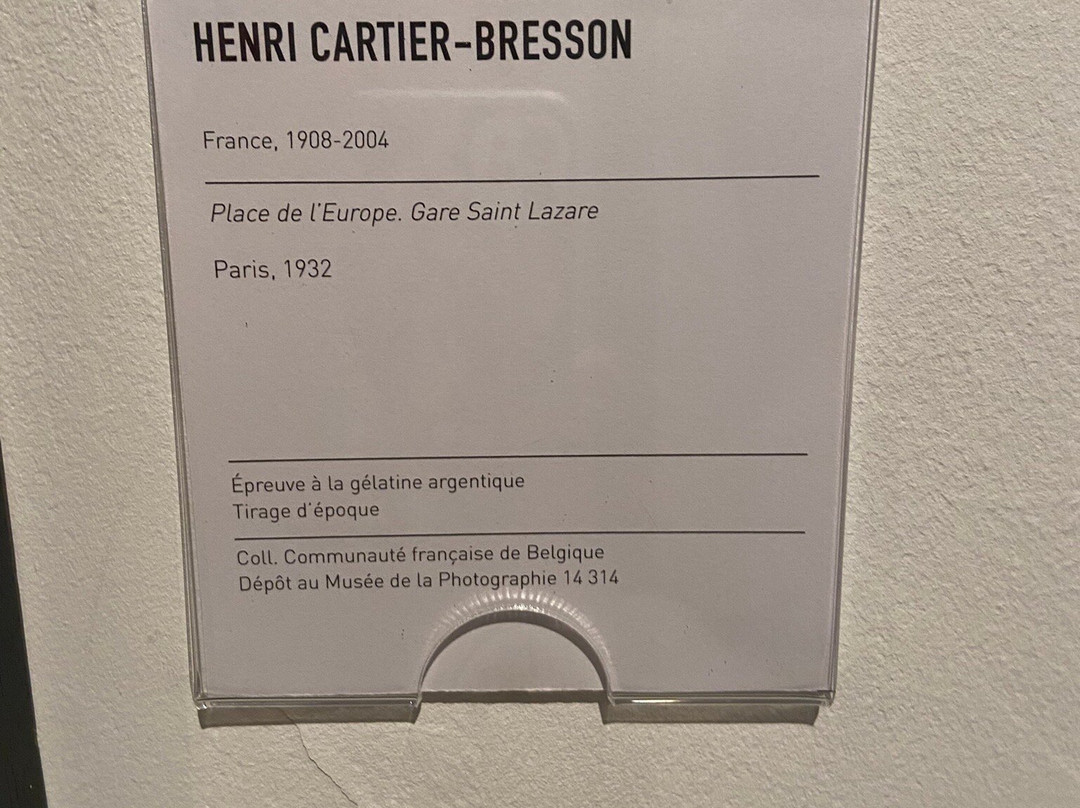 HENRI CARTIER-BRESSON
France, 1908-2004
Place de l'Europe. Gare Saint Lazare
Paris, 1932
Épreuve à la gélatine argentique
Tirage d'époque
Coll. Communauté française de Belgique
Dépôt au Musée de la Photographie 14 314